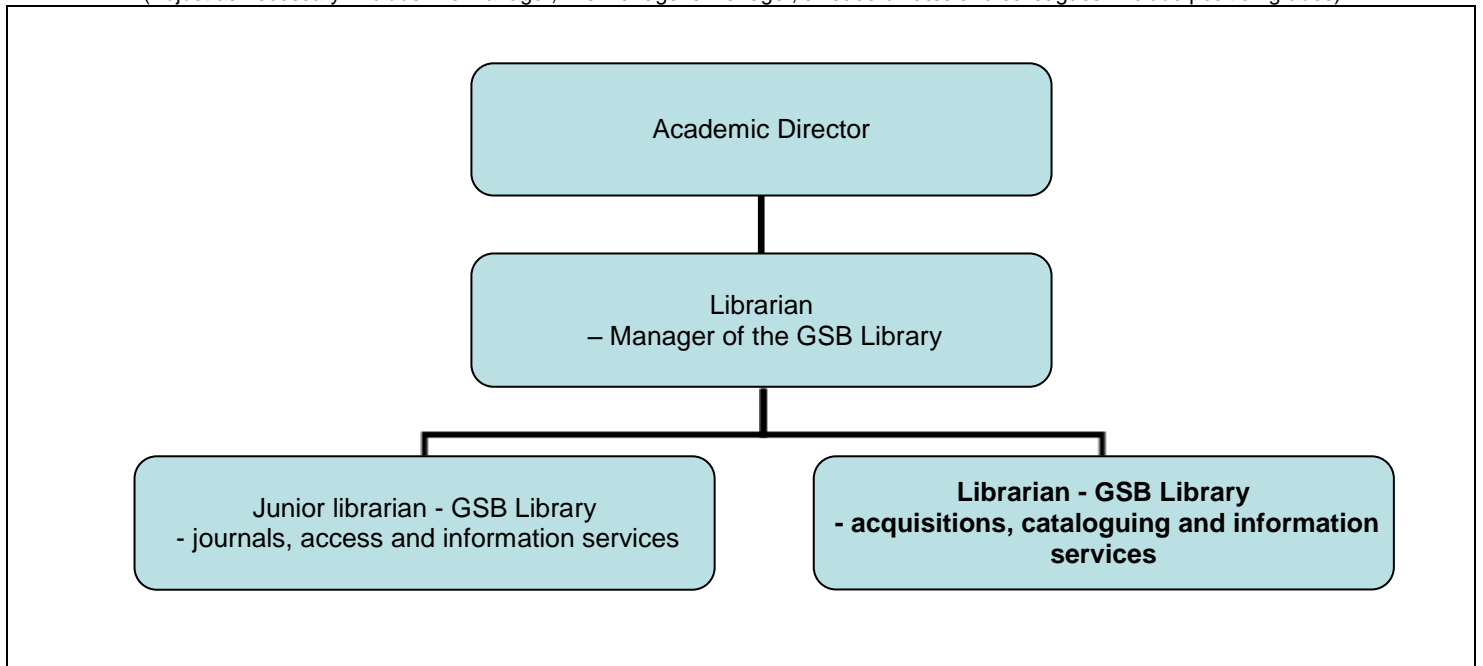 Academic Director
Librarian
– Manager of the GSB Library
Junior librarian - GSB Library
- journals, access and information services
Librarian - GSB Library
- acquisitions, cataloguing and information
services